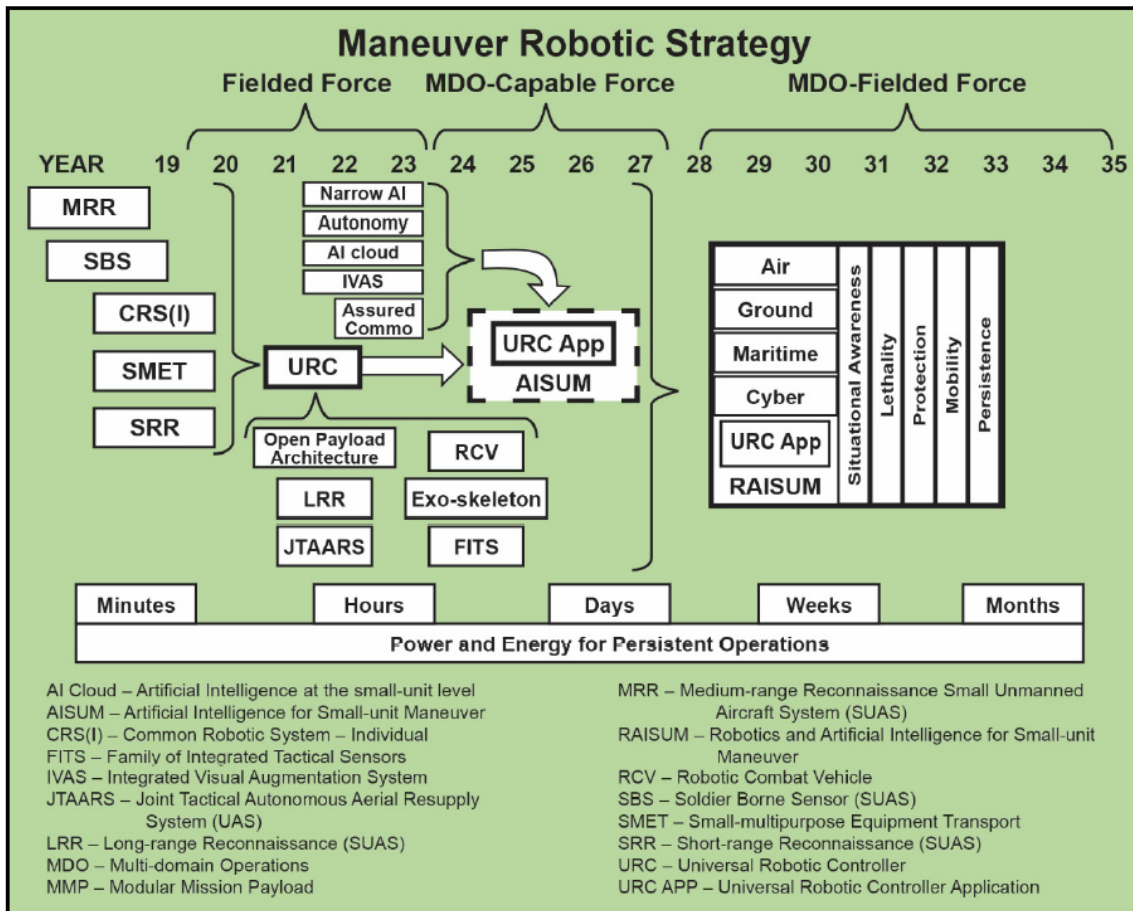 Maneuver Robotic Strategy
Fielded Force MDO-Capable Force MDO-Fielded Force
YEAR 19 20 21 22 23 24 25 26 27 28 29 30 31 32 33 34 35
MRR
SBS
CRS(I)
SMET
SRR
Narrow AI
Autonomy
AI cloud
IVAS
Assured
Commo
URC
URC App
AISUM
Open Payload
Architecture
LRR
JTAARS
RCV
Exo-skeleton
FITS
Air
Ground
Maritime
Cyber
URC App
RAISUM
Situational Awareness
Lethality
Protection
Mobility
Persistence
Minutes Hours Days Weeks Months
Power and Energy for Persistent Operations
AI Cloud – Artificial Intelligence at the small-unit level
AISUM – Artificial Intelligence for Small-unit Maneuver
CRS(I) – Common Robotic System – Individual
FITS – Family of Integrated Tactical Sensors
IVAS – Integrated Visual Augmentation System
JTAARS – Joint Tactical Autonomous Aerial Resupply
System (UAS)
LRR – Long-range Reconnaissance (SUAS)
MDO – Multi-domain Operations
MMP – Modular Mission Payload
MRR – Medium-range Reconnaissance Small Unmanned
Aircraft System (SUAS)
RAISUM – Robotics and Artificial Intelligence for Small-unit
Maneuver
RCV – Robotic Combat Vehicle
SBS – Soldier Borne Sensor (SUAS)
SMET – Small-multipurpose Equipment Transport
SRR – Short-range Reconnaissance (SUAS)
URC – Universal Robotic Controller
URC APP – Universal Robotic Controller Application